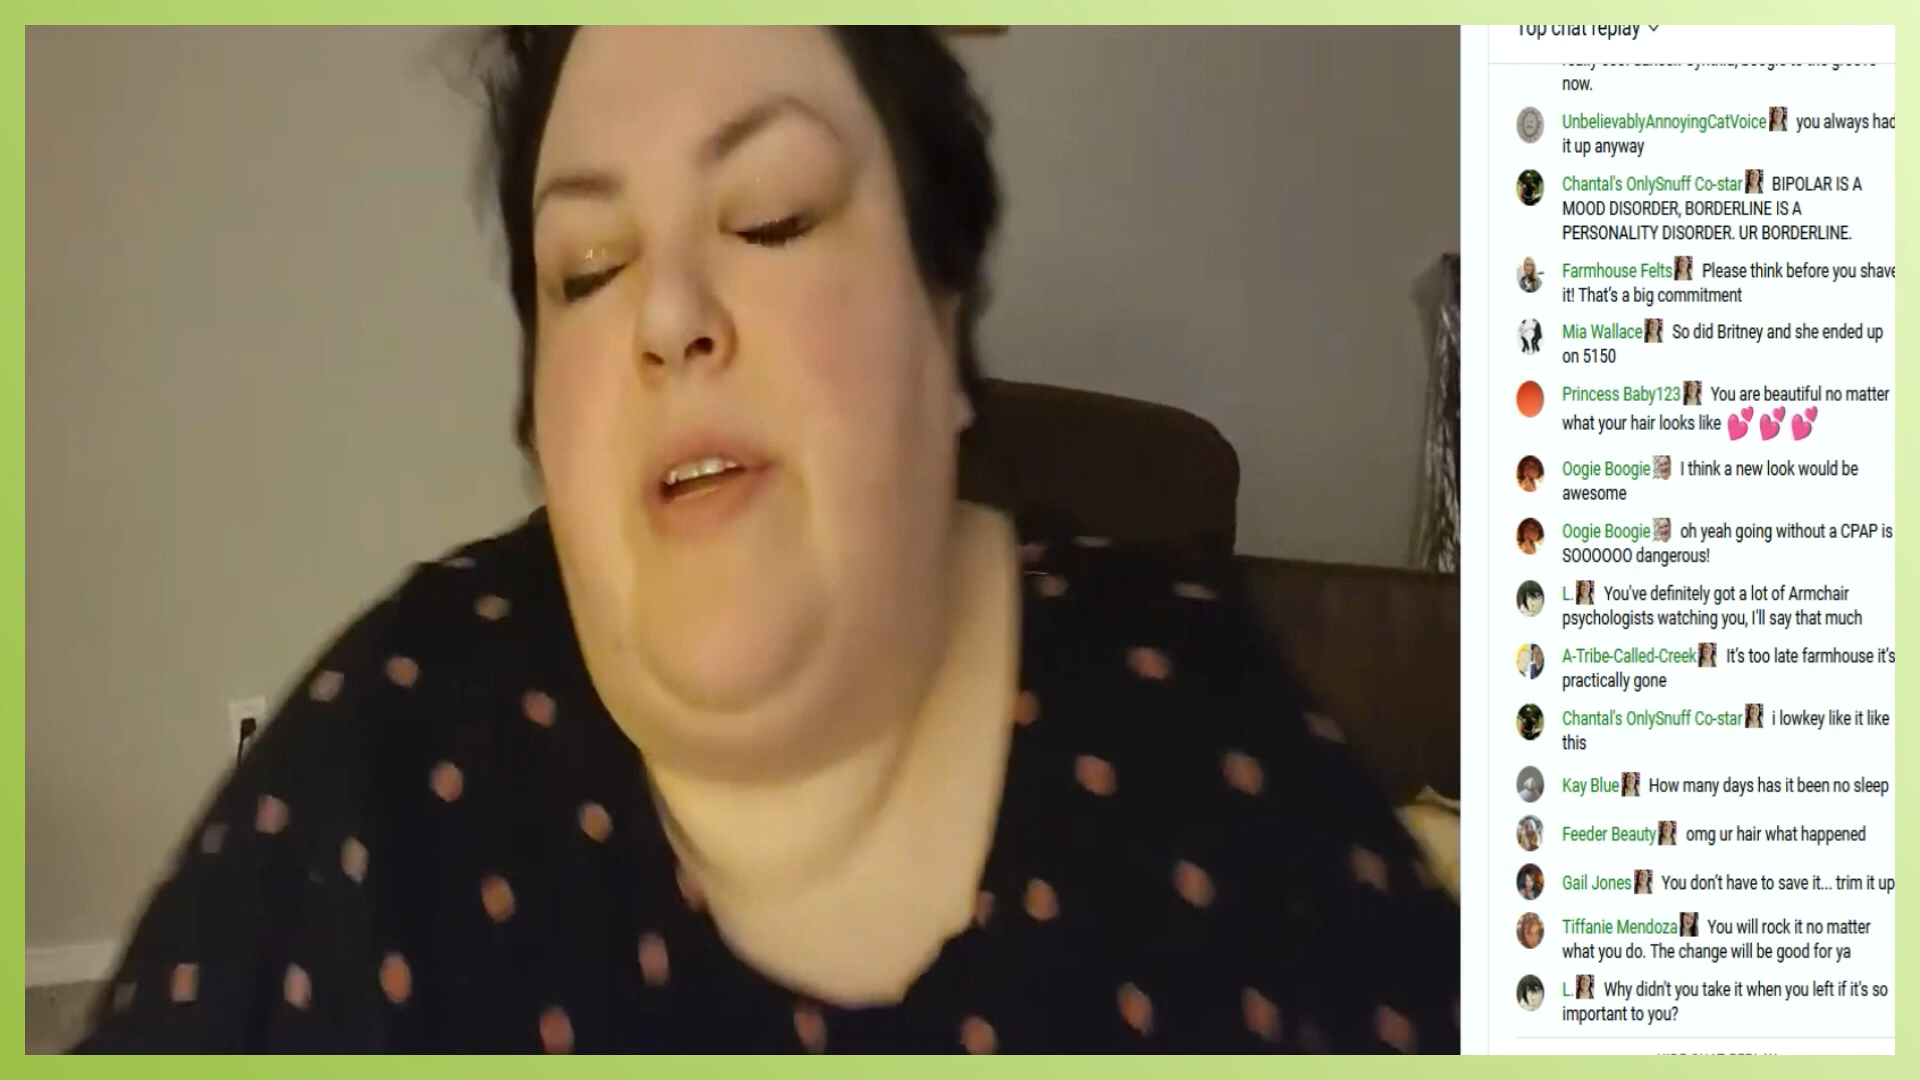 Top chat replay
now.
UnbelievablyAnnoyingCatVoice you always had
it up anyway
Chantal's OnlySnuff Co-star BIPOLAR IS A
MOOD DISORDER, BORDERLINE IS A
PERSONALITY DISORDER. UR BORDERLINE.
Farmhouse Felts Please think before you shave
it! That's a big commitment
Mia Wallace So did Britney and she ended up
on 5150
Princess Baby123 You are beautiful no matter
what your hair looks like 💕💕💕
Oogie Boogie I think a new look would be
awesome
Oogie Boogie oh yeah going without a CPAP is
SOOOOOO dangerous!
L. You've definitely got a lot of Armchair
psychologists watching you, I'll say that much
A-Tribe-Called-Creek It's too late farmhouse it's
practically gone
Chantal's OnlySnuff Co-star i lowkey like it like
this
Kay Blue How many days has it been no sleep
Feeder Beauty omg ur hair what happened
Gail Jones You don't have to save it... trim it up
Tiffanie Mendoza You will rock it no matter
what you do. The change will be good for ya
L. Why didn't you take it when you left if it's so
important to you?